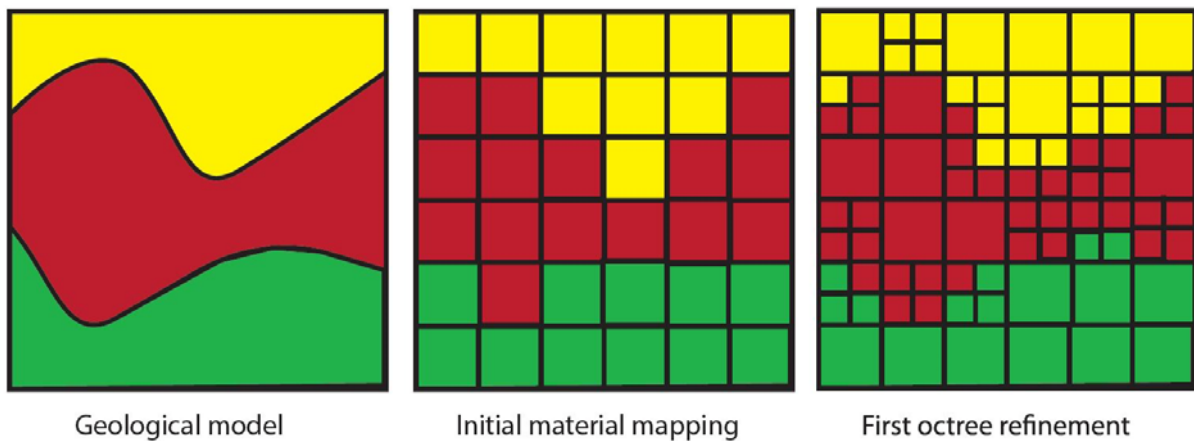 Geological model
Initial material mapping
First octree refinement